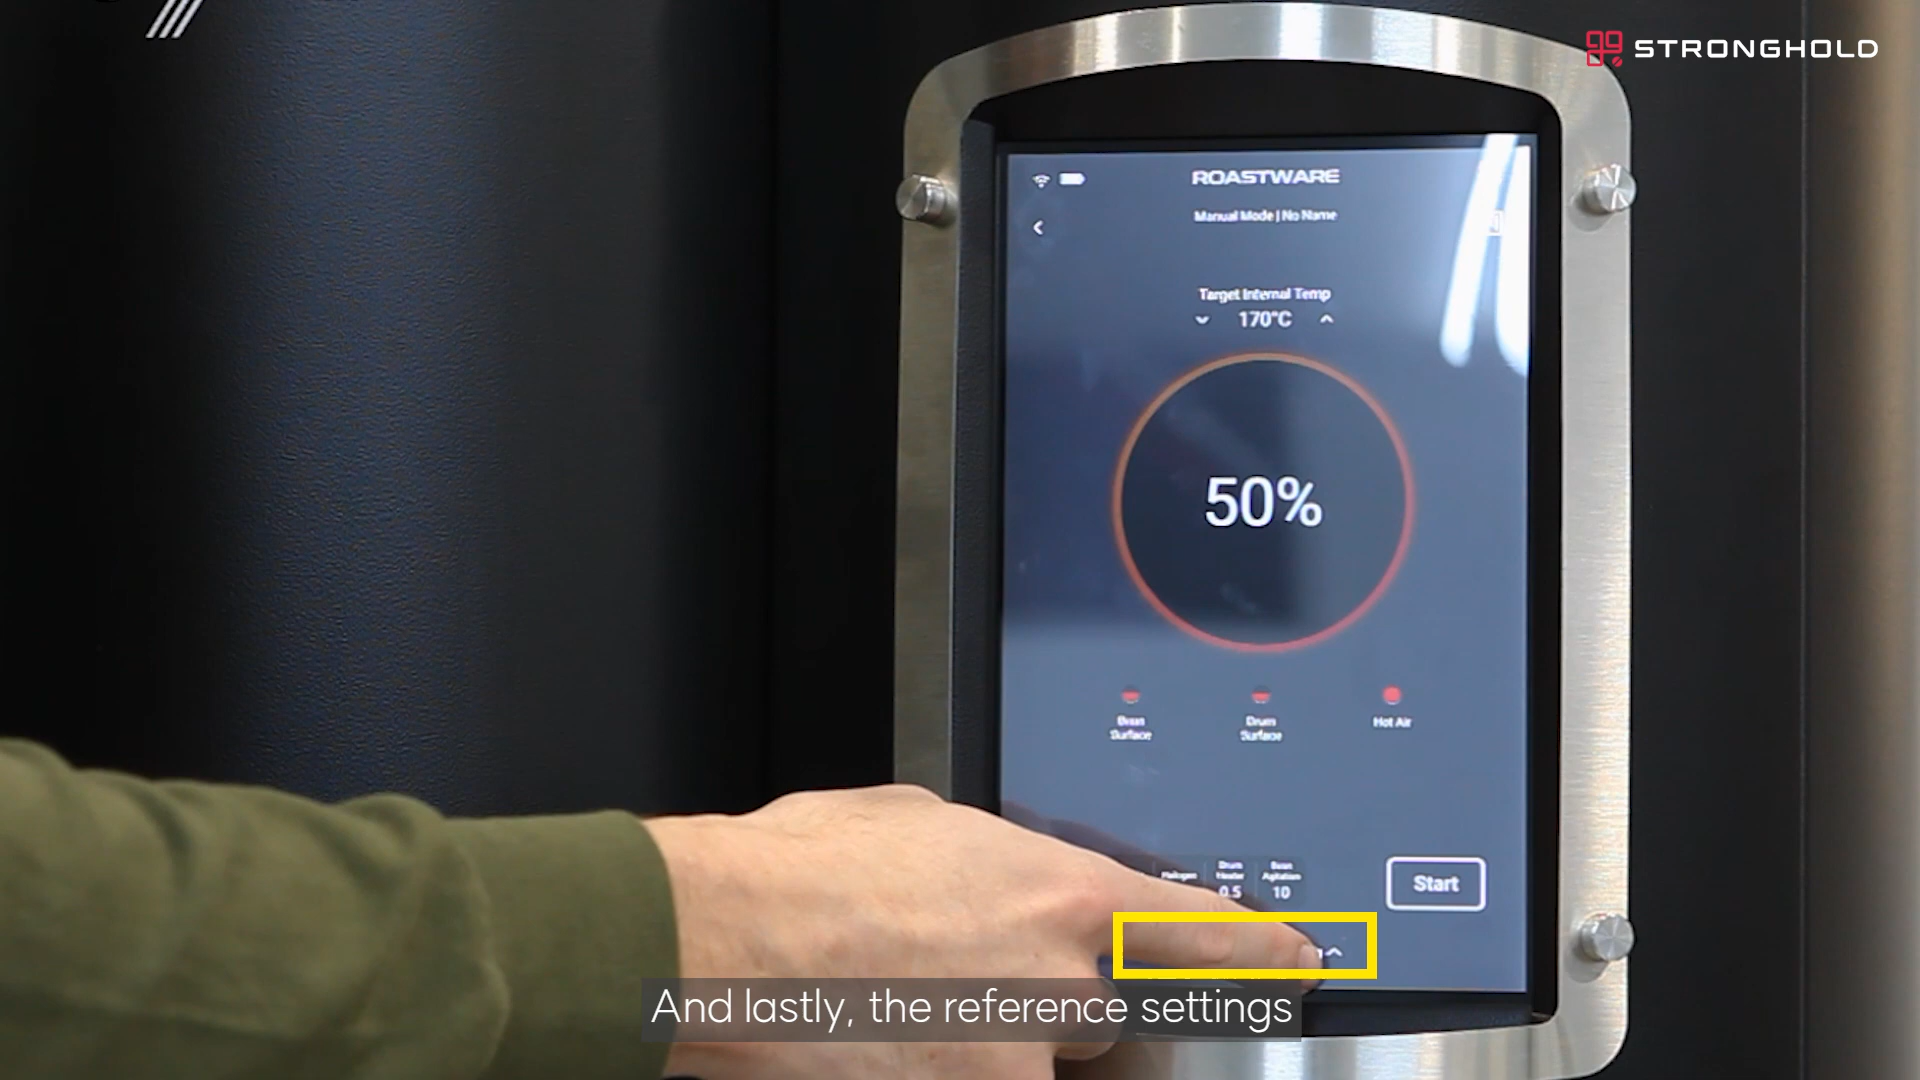 STRONGHOLD
ROASTWARE
Manual Mode | No Name
Target Internal Temp
170°C
50%
Bean Surface
Drum Surface
Hot Air
Halogen
Drum Heater
0.5
Bean Agitation
10
Start
And lastly, the reference settings